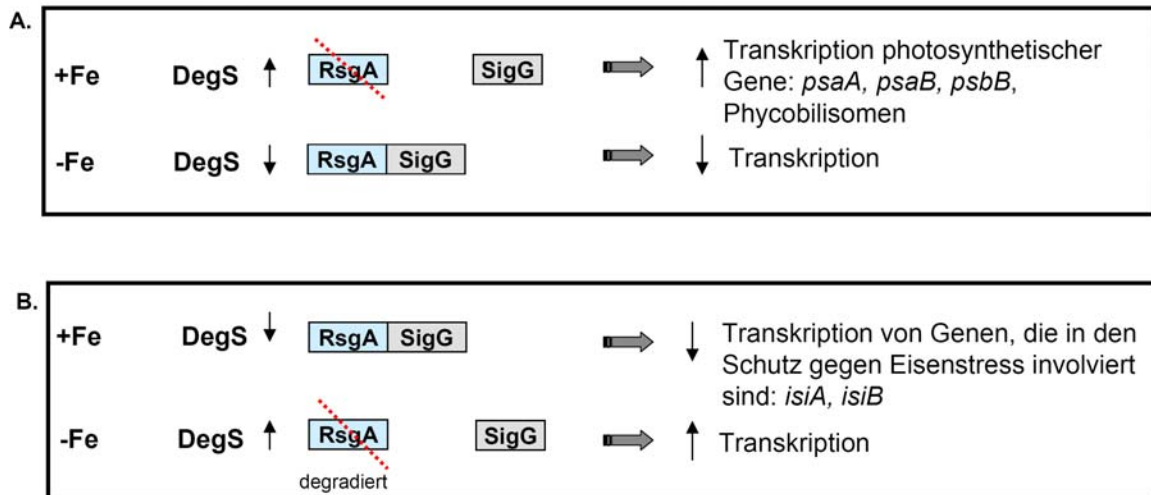 A.
+Fe DegS RsgA SigG Transkription photosynthetischer
Gene: psaA, psaB, psbB,
Phycobilisomen
-Fe DegS RsgA SigG Transkription
B.
+Fe DegS RsgA SigG Transkription von Genen, die in den
Schutz gegen Eisenstress involviert
sind: isiA, isiB
-Fe DegS RsgA SigG Transkription
degradiert